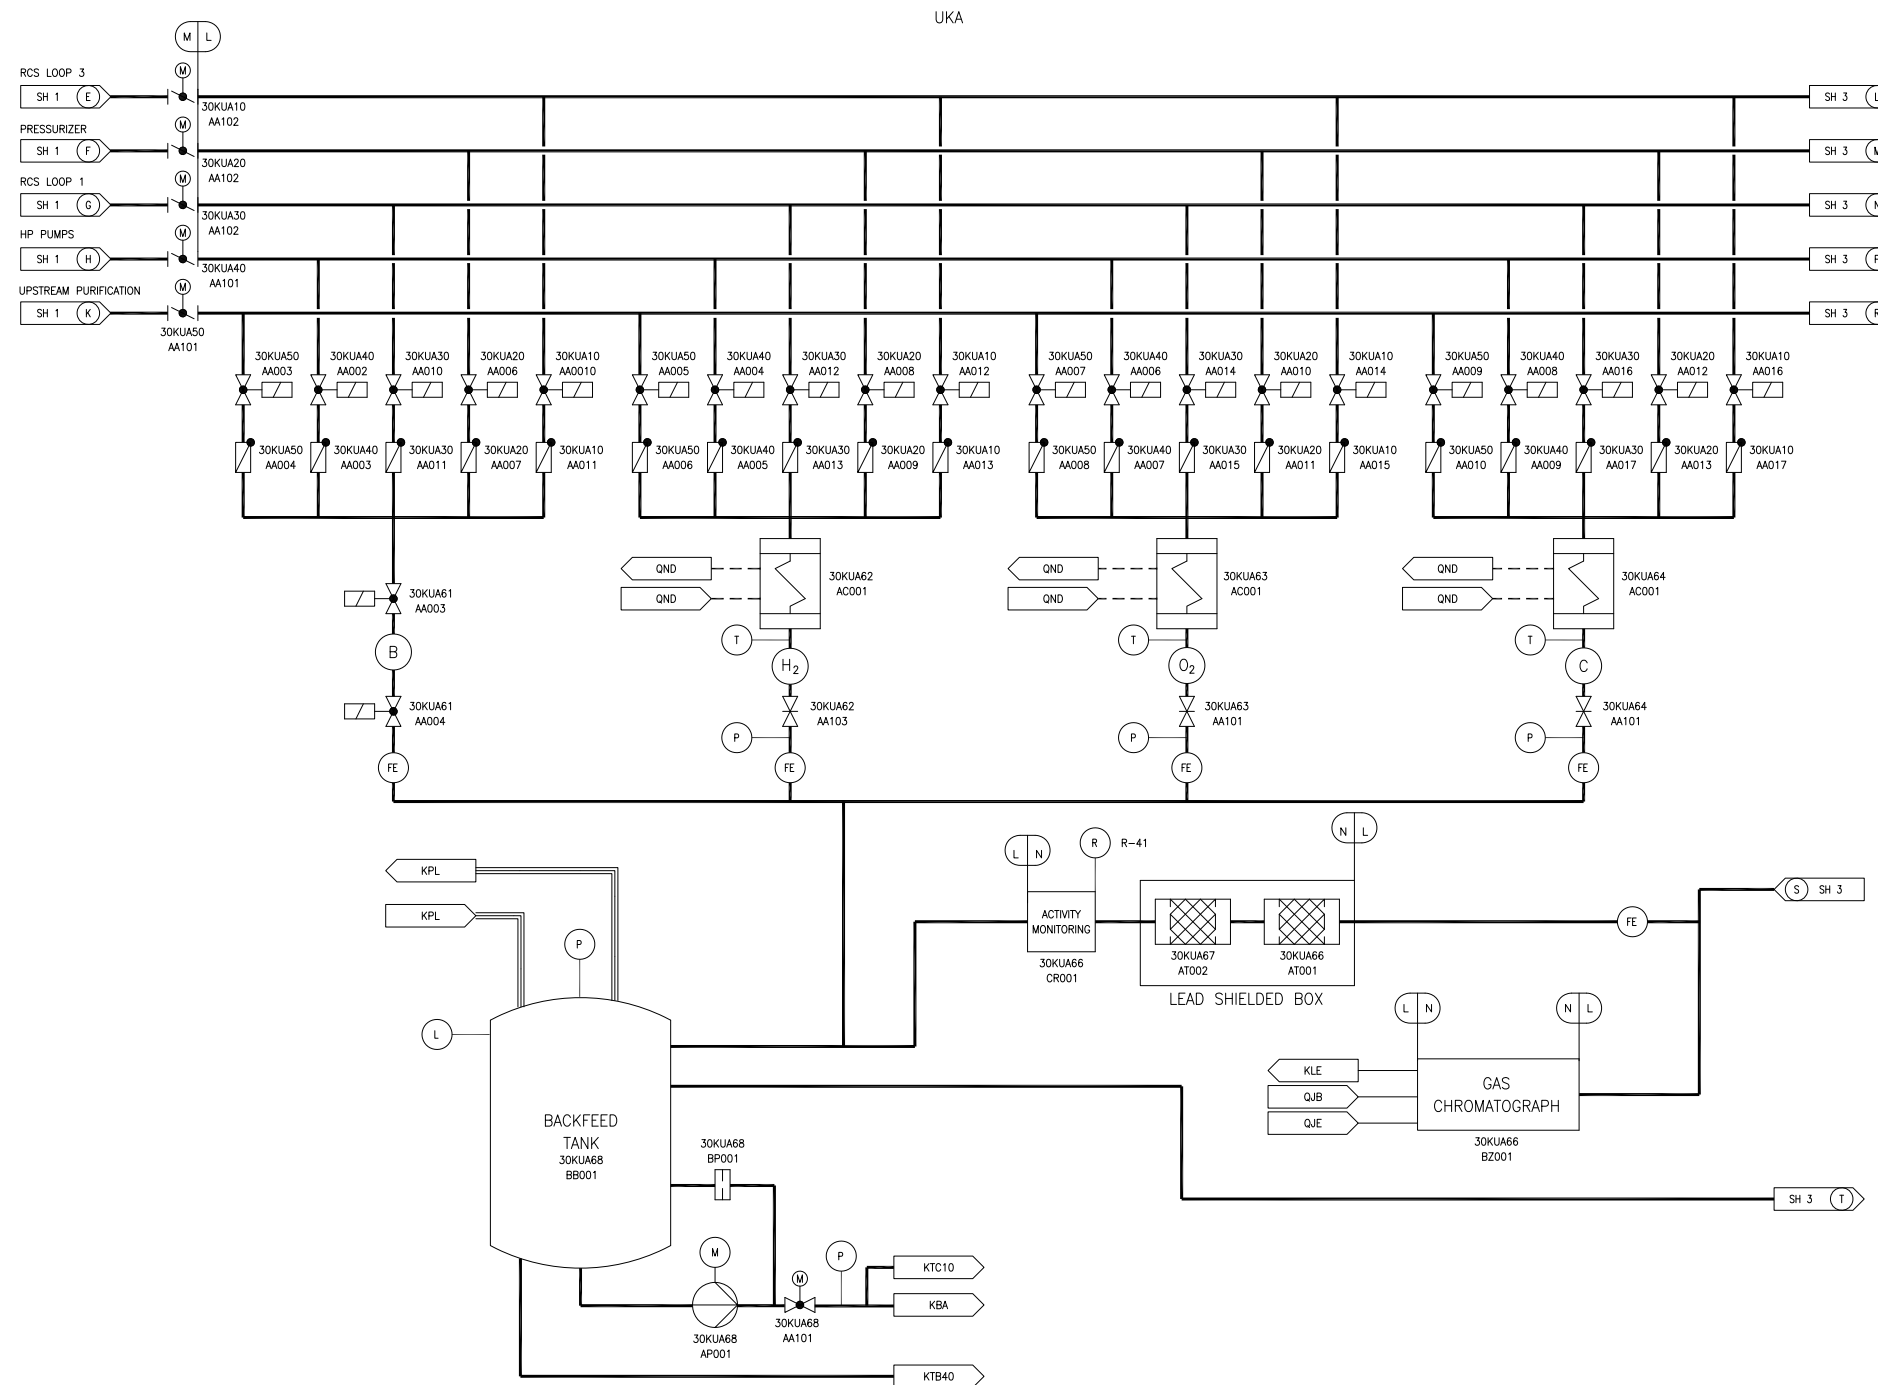 UKA
M L
RCS LOOP 3
M
SH 1 E
30KUA10
AA102
SH 3
PRESSURIZER
M
SH 1 F
30KUA20
AA102
SH 3
RCS LOOP 1
M
SH 1 G
30KUA30
AA102
SH 3
HP PUMPS
M
SH 1 H
30KUA40
AA101
SH 3
UPSTREAM PURIFICATION
M
SH 1 K
30KUA50
AA101
SH 3
30KUA50 30KUA40 30KUA30 30KUA20 30KUA10 30KUA50 30KUA40 30KUA30 30KUA20 30KUA10 30KUA50 30KUA40 30KUA30 30KUA20 30KUA10 30KUA50 30KUA40 30KUA30 30KUA20 30KUA10
AA003 AA002 AA010 AA006 AA0010 AA005 AA004 AA012 AA008 AA012 AA007 AA006 AA014 AA010 AA014 AA009 AA008 AA016 AA012 AA016
30KUA50 30KUA40 30KUA30 30KUA20 30KUA10 30KUA50 30KUA40 30KUA30 30KUA20 30KUA10 30KUA50 30KUA40 30KUA30 30KUA20 30KUA10 30KUA50 30KUA40 30KUA30 30KUA20 30KUA10
AA004 AA003 AA011 AA007 AA011 AA006 AA005 AA013 AA009 AA013 AA008 AA007 AA015 AA011 AA015 AA010 AA009 AA017 AA013 AA017
QND QND QND
30KUA62 30KUA63 30KUA64
AC001 AC001 AC001
QND QND QND
30KUA61
AA003
T T T
B H2 O2 C
30KUA61 30KUA62 30KUA63 30KUA64
AA004 AA103 AA101 AA101
P P P
FE FE FE FE
N L
L N
R R-41
KPL
KPL
ACTIVITY
MONITORING
30KUA66
CR001
30KUA67 30KUA66
AT002 AT001
LEAD SHIELDED BOX
FE
S SH 3
P
L
L N N L
KLE
QJB
QJE
GAS
CHROMATOGRAPH
30KUA66
BZ001
BACKFEED
TANK
30KUA68
BB001
30KUA68
BP001
SH 3 T
M
M
P
30KUA68
AP001
30KUA68
AA101
KTC10
KBA
KTB40